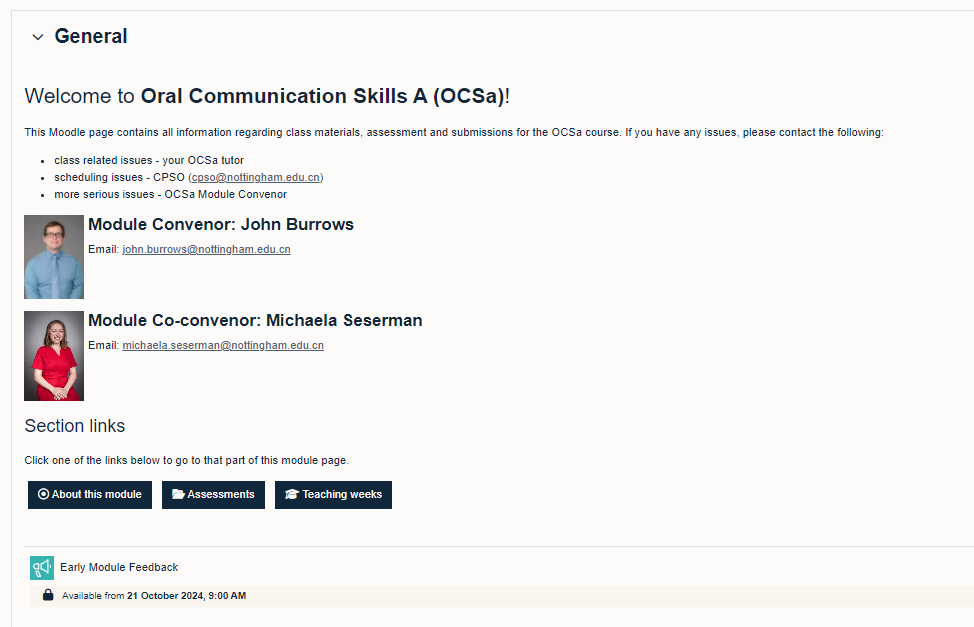 General
Welcome to Oral Communication Skills A (OCSa)!
This Moodle page contains all information regarding class materials, assessment and submissions for the OCSa course. If you have any issues, please contact the following:
class related issues - your OCSa tutor
scheduling issues - CPSO (cpso@nottingham.edu.cn)
more serious issues - OCSa Module Convenor
Module Convenor: John Burrows
Email: john.burrows@nottingham.edu.cn
Module Co-convenor: Michaela Seserman
Email: michaela.seserman@nottingham.edu.cn
Section links
Click one of the links below to go to that part of this module page.
About this module Assessments Teaching weeks
Early Module Feedback
Available from 21 October 2024, 9:00 AM